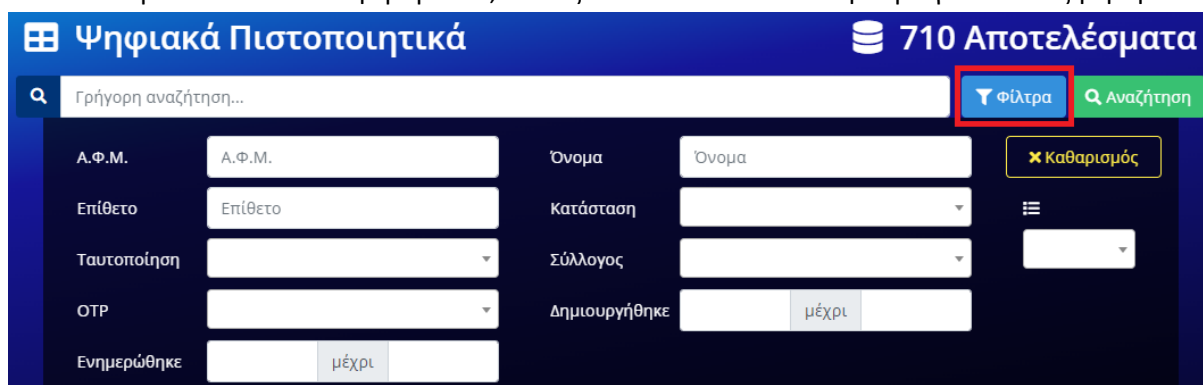 Ψηφιακά Πιστοποιητικά 710 Αποτελέσματα
Γρήγορη αναζήτηση... Φίλτρα Αναζήτηση
Α.Φ.Μ. Α.Φ.Μ. Όνομα Όνομα Καθαρισμός
Επίθετο Επίθετο Κατάσταση
Ταυτοποίηση Σύλλογος
OTP Δημιουργήθηκε μέχρι
Ενημερώθηκε μέχρι